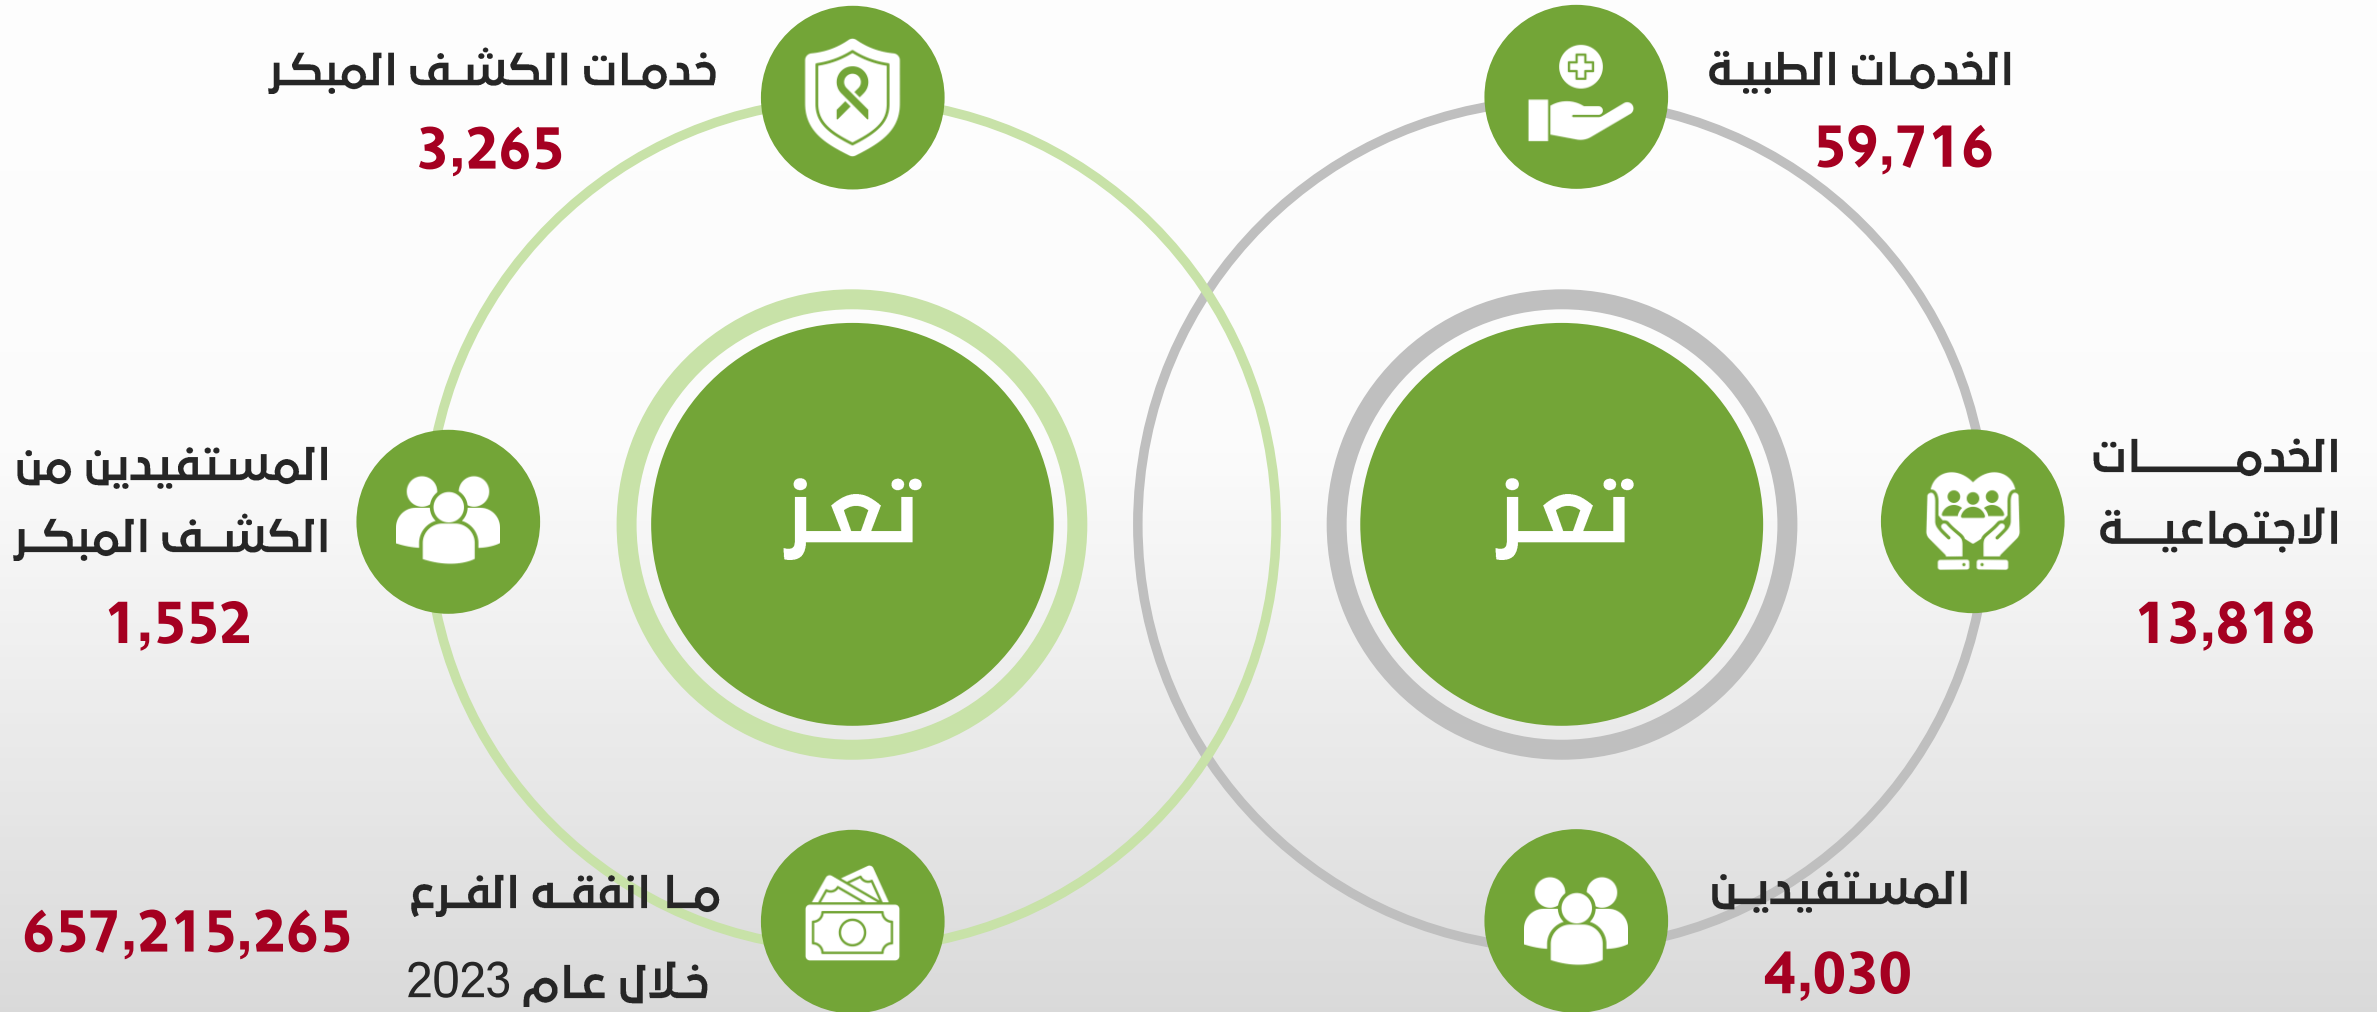 الخدمات الطبية
59,716
الخدمات
الاجتماعية
13,818
المستفيدين
4,030
تعز
تعز
خدمات الكشف المبكر
3,265
المستفيدين من
الكشف المبكر
1,552
ما انفقه الفرع
خلال عام 2023
657,215,265